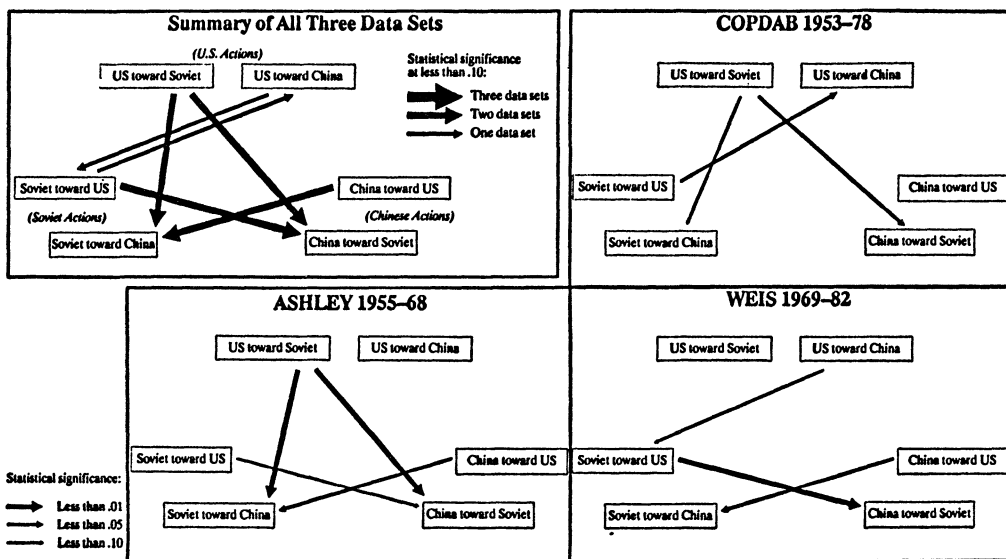 Summary of All Three Data Sets
(U.S. Actions)
US toward Soviet
US toward China
Statistical significance
at less than .10:
Three data sets
Two data sets
One data set
Soviet toward US
China toward US
(Soviet Actions)
(Chinese Actions)
Soviet toward China
China toward Soviet
COPDAB 1953–78
US toward Soviet
US toward China
Soviet toward US
China toward US
Soviet toward China
China toward Soviet
ASHLEY 1955–68
US toward Soviet
US toward China
Soviet toward US
China toward US
Soviet toward China
China toward Soviet
Statistical significance:
Less than .01
Less than .05
Less than .10
WEIS 1969–82
US toward Soviet
US toward China
Soviet toward US
China toward US
Soviet toward China
China toward Soviet